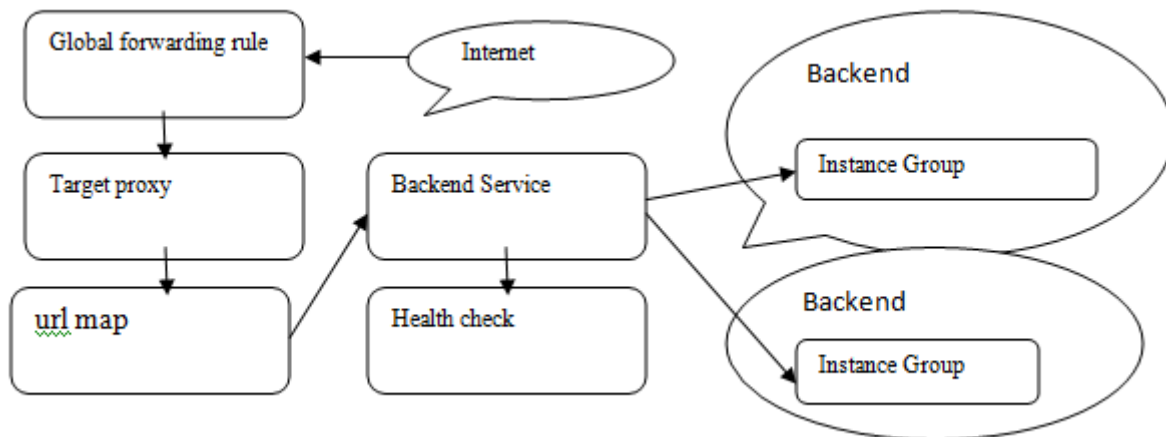 Global forwarding rule
Internet
Backend
Instance Group
Target proxy
Backend Service
url map
Health check
Backend
Instance Group